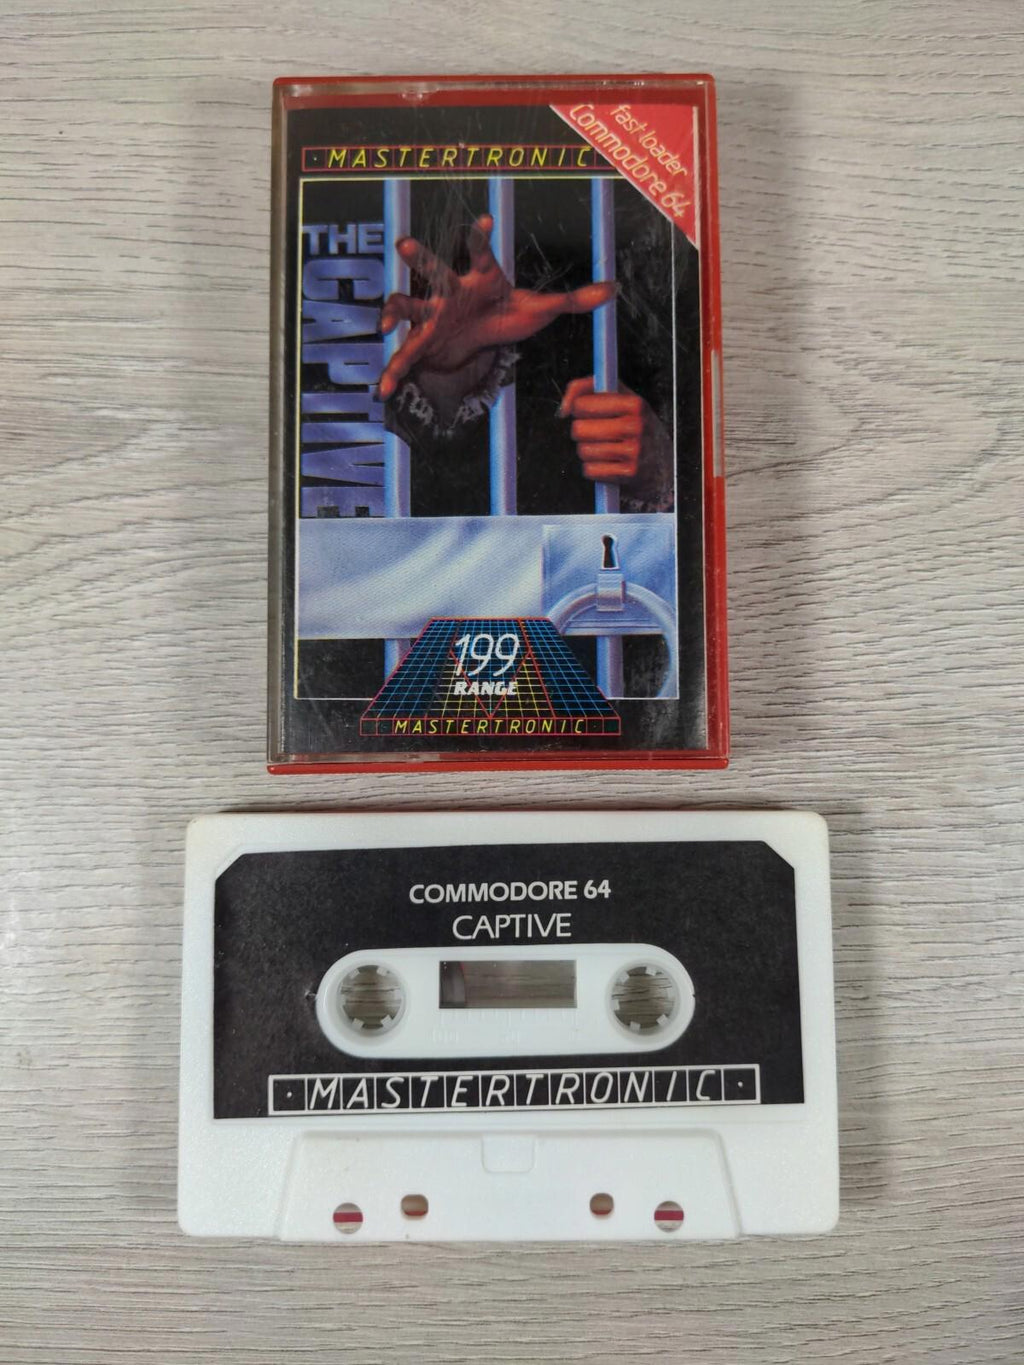 MASTERTRONIC
fast-loader
Commodore 64
THE
CAPTIVE
199
RANGE
MASTERTRONIC
COMMODORE 64
CAPTIVE
MASTERTRONIC